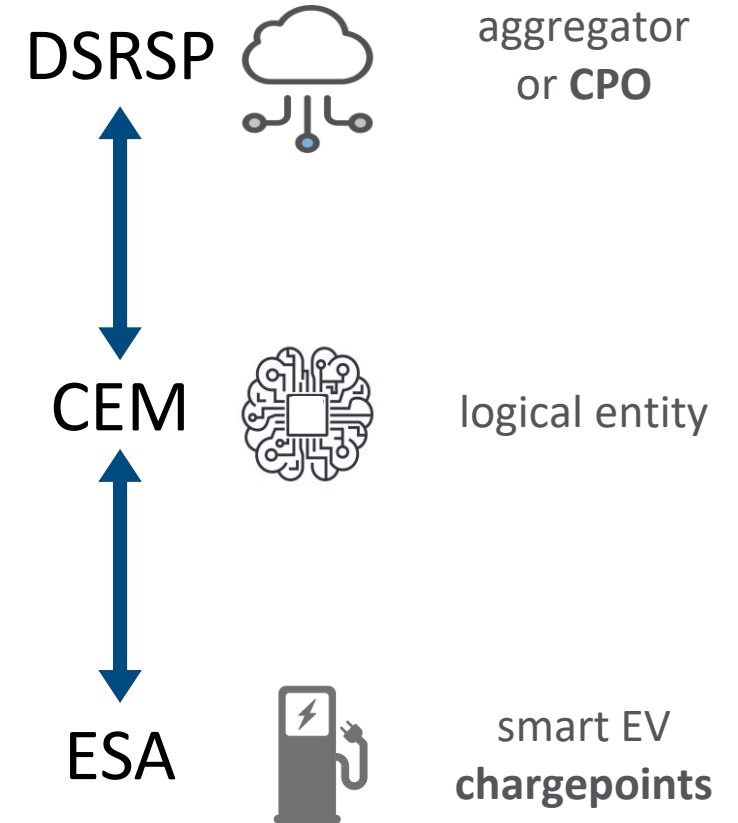 DSRSP
aggregator
or CPO
CEM
logical entity
ESA
smart EV
chargepoints